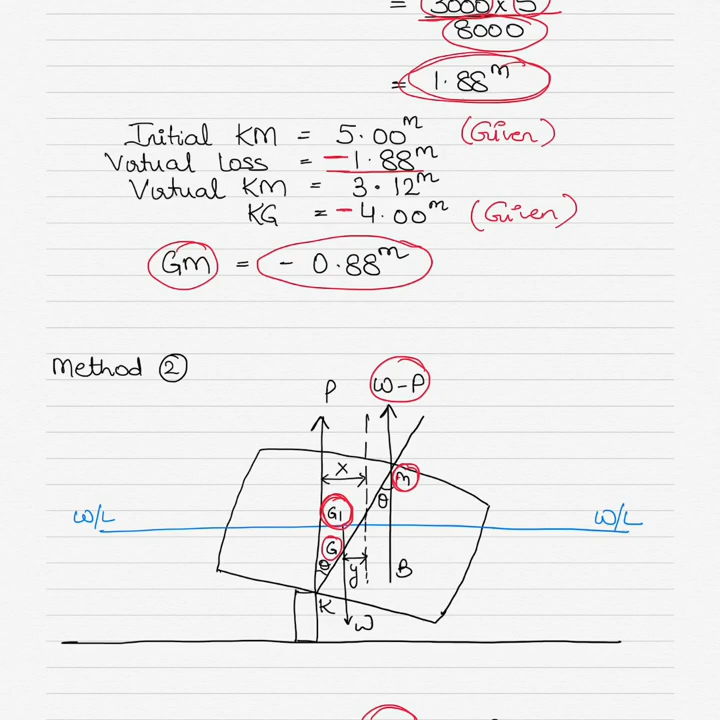 = 3000 x 5
8000
= 1.88m
Initial KM = 5.00m (Given)
Virtual Loss = -1.88m
Virtual KM = 3.12m
KG = -4.00m (Given)
GM = - 0.88m
Method 2
P W-P
x
M
θ
W/L G1 W/L
G
θ y B
K
W